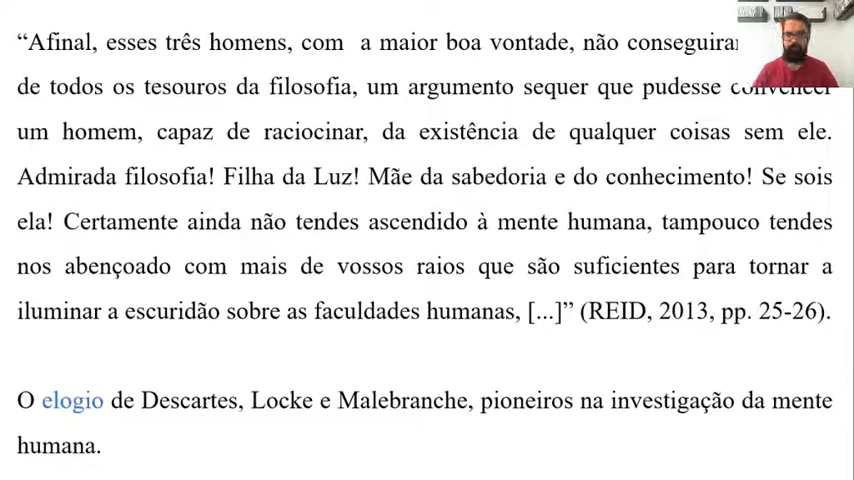 “Afinal, esses três homens, com a maior boa vontade, não
de todos os tesouros da filosofia, um argumento sequer que pudesse convencer
um homem, capaz de raciocinar, da existência de qualquer coisas sem ele.
Admirada filosofia! Filha da Luz! Mãe da sabedoria e do conhecimento! Se sois
ela! Certamente ainda não tendes ascendido à mente humana, tampouco tendes
nos abençoado com mais de vossos raios que são suficientes para tornar a
iluminar a escuridão sobre as faculdades humanas, [...]” (REID, 2013, pp. 25-26).
O elogio de Descartes, Locke e Malebranche, pioneiros na investigação da mente
humana.